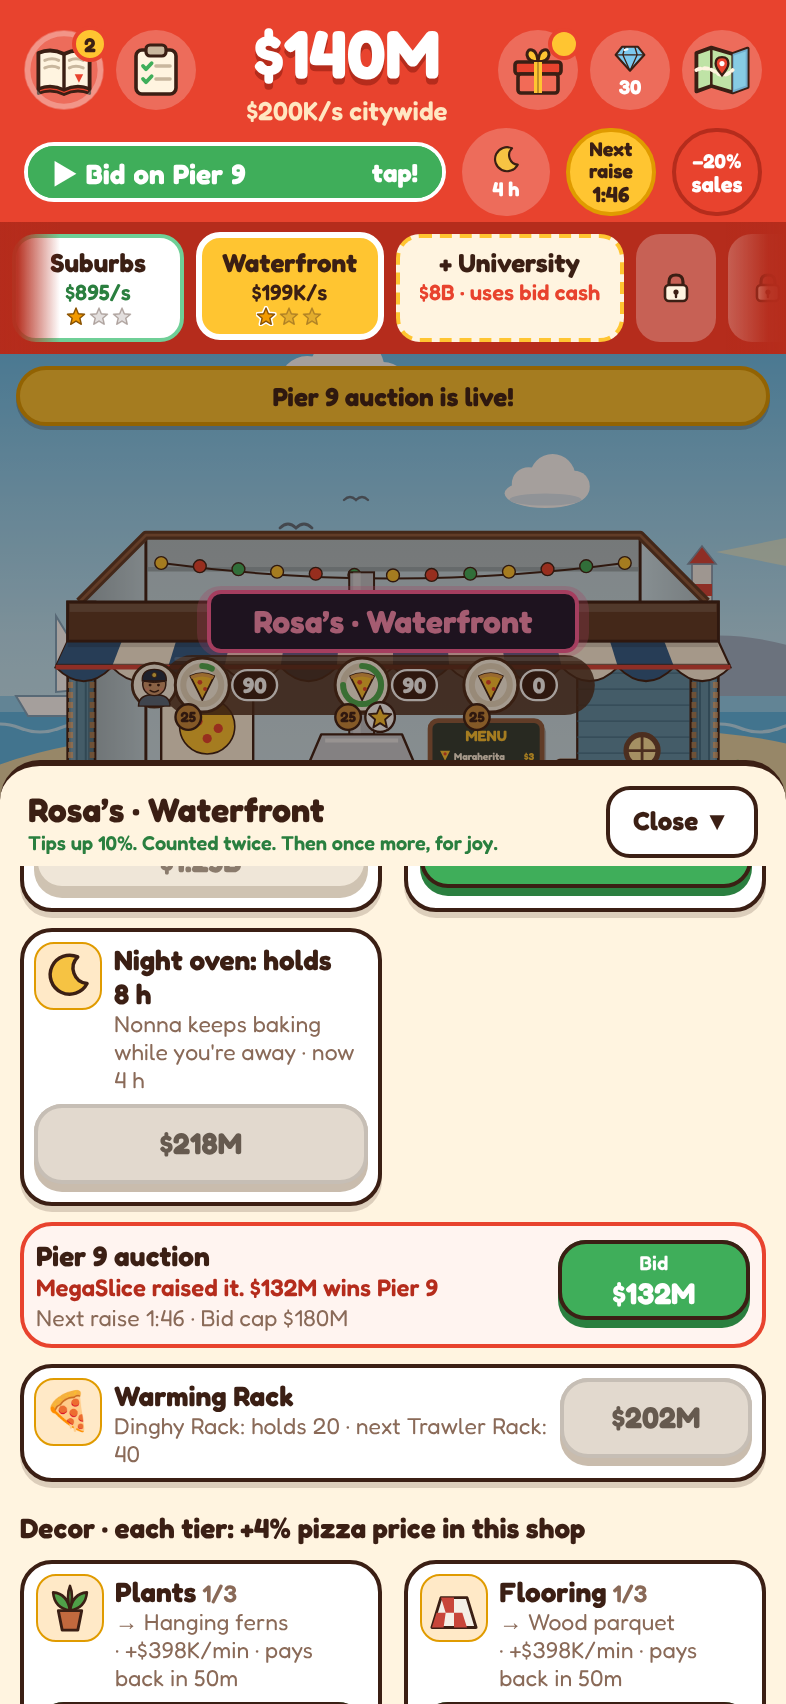 2
$140M
$200K/s citywide
30
▶ Bid on Pier 9 tap!
4 h
Next
raise
1:46
−20%
sales
Suburbs
$895/s
Waterfront
$199K/s
+ University
$8B · uses bid cash
Pier 9 auction is live!
Rosa's · Waterfront
90
90
0
25
25
25
MENU
Margherita $3
Rosa's · Waterfront
Tips up 10%. Counted twice. Then once more, for joy.
Close ▼
Night oven: holds
8 h
Nonna keeps baking
while you're away · now
4 h
$218M
Pier 9 auction
MegaSlice raised it. $132M wins Pier 9
Next raise 1:46 · Bid cap $180M
Bid
$132M
Warming Rack
Dinghy Rack: holds 20 · next Trawler Rack:
40
$202M
Decor · each tier: +4% pizza price in this shop
Plants 1/3
→ Hanging ferns
· +$398K/min · pays
back in 50m
Flooring 1/3
→ Wood parquet
· +$398K/min · pays
back in 50m